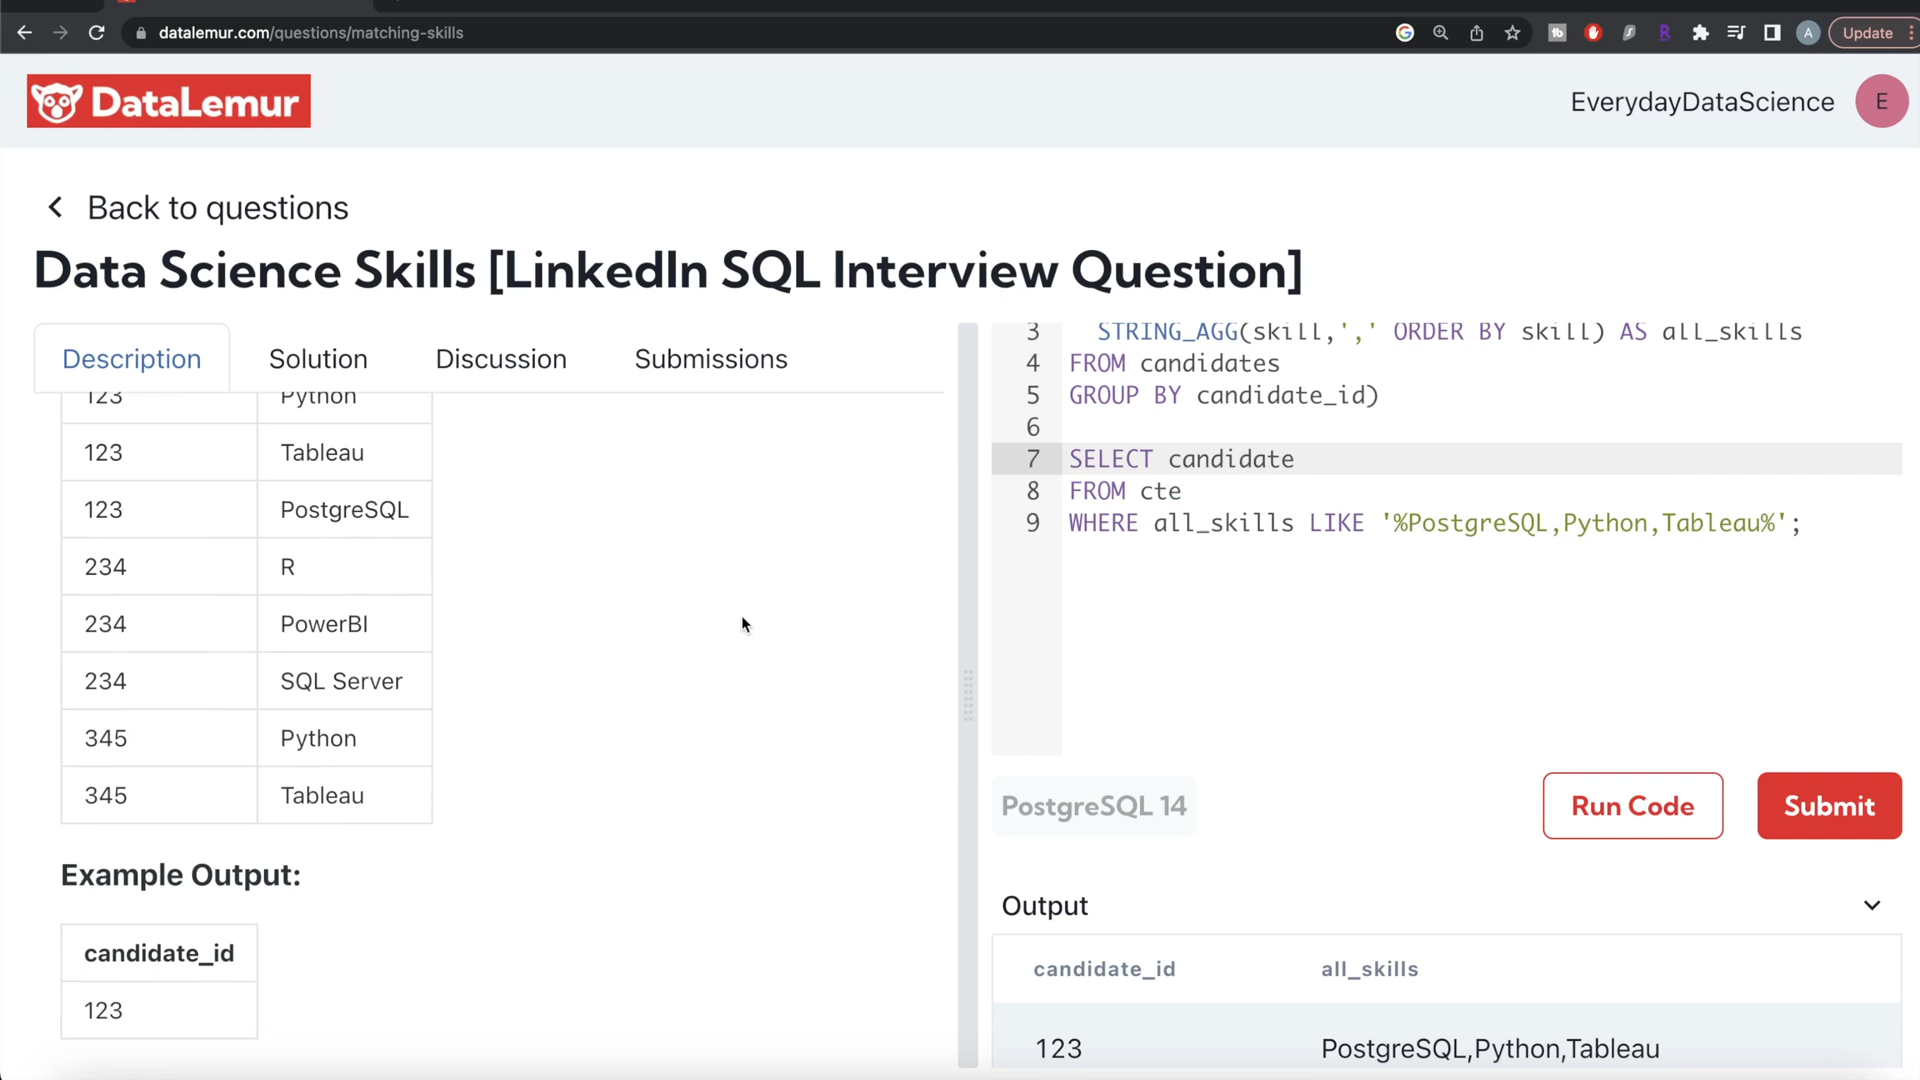 datalemur.com/questions/matching-skills
Update
DataLemur
EverydayDataScience
E
Back to questions
Data Science Skills [LinkedIn SQL Interview Question]
Description
Solution
Discussion
Submissions
123 Python
123 Tableau
123 PostgreSQL
234 R
234 PowerBI
234 SQL Server
345 Python
345 Tableau
Example Output:
candidate_id
123
3 STRING_AGG(skill,',' ORDER BY skill) AS all_skills
4 FROM candidates
5 GROUP BY candidate_id)
6
7 SELECT candidate
8 FROM cte
9 WHERE all_skills LIKE '%PostgreSQL,Python,Tableau%';
PostgreSQL 14
Run Code
Submit
Output
candidate_id all_skills
123 PostgreSQL,Python,Tableau